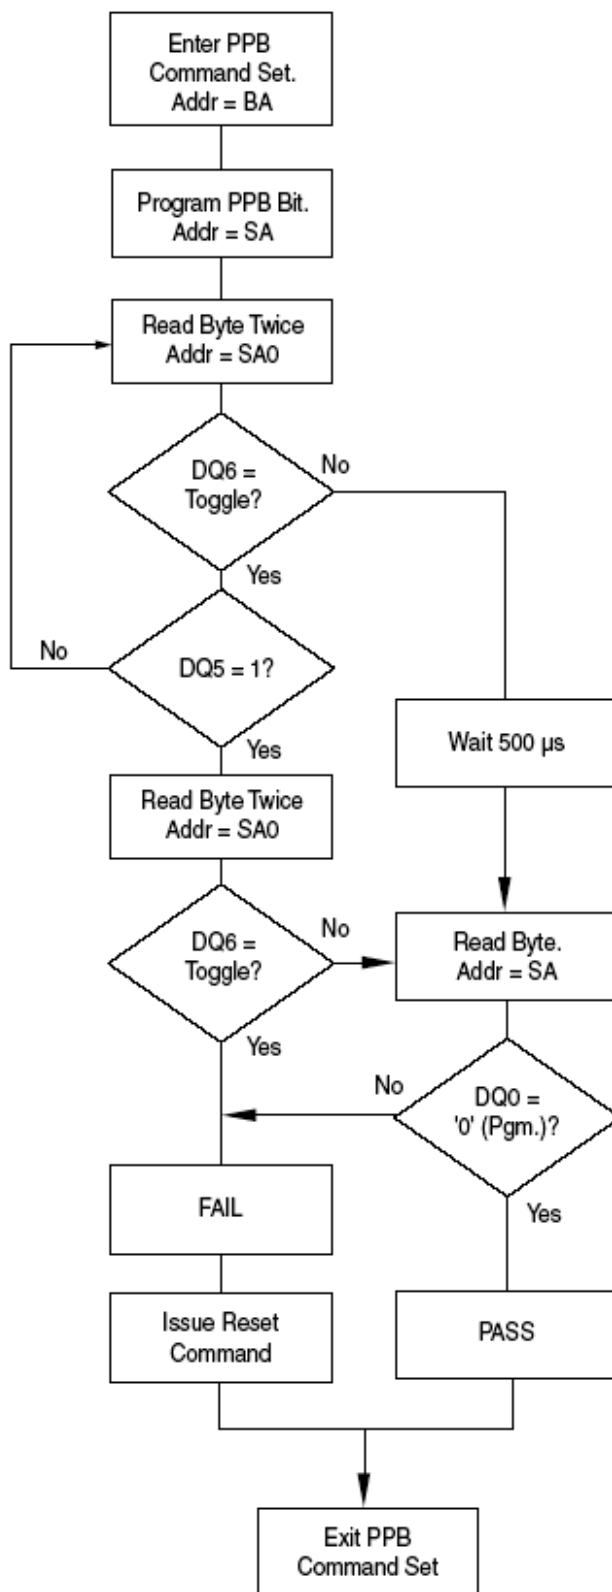 Enter PPB
Command Set.
Addr = BA
Program PPB Bit.
Addr = SA
Read Byte Twice
Addr = SA0
DQ6 =
Toggle?
No
Yes
No
DQ5 = 1?
Wait 500 µs
Yes
Read Byte Twice
Addr = SA0
DQ6 =
Toggle?
No
Read Byte.
Addr = SA
Yes
No
DQ0 =
'0' (Pgm.)?
FAIL
Yes
Issue Reset
Command
PASS
Exit PPB
Command Set